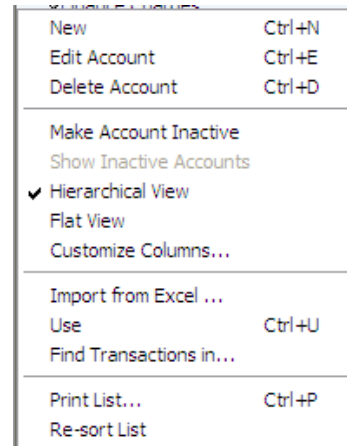 New Ctrl+N
Edit Account Ctrl+E
Delete Account Ctrl+D
Make Account Inactive
Show Inactive Accounts
Hierarchical View
Flat View
Customize Columns...
Import from Excel ...
Use Ctrl+U
Find Transactions in...
Print List... Ctrl+P
Re-sort List